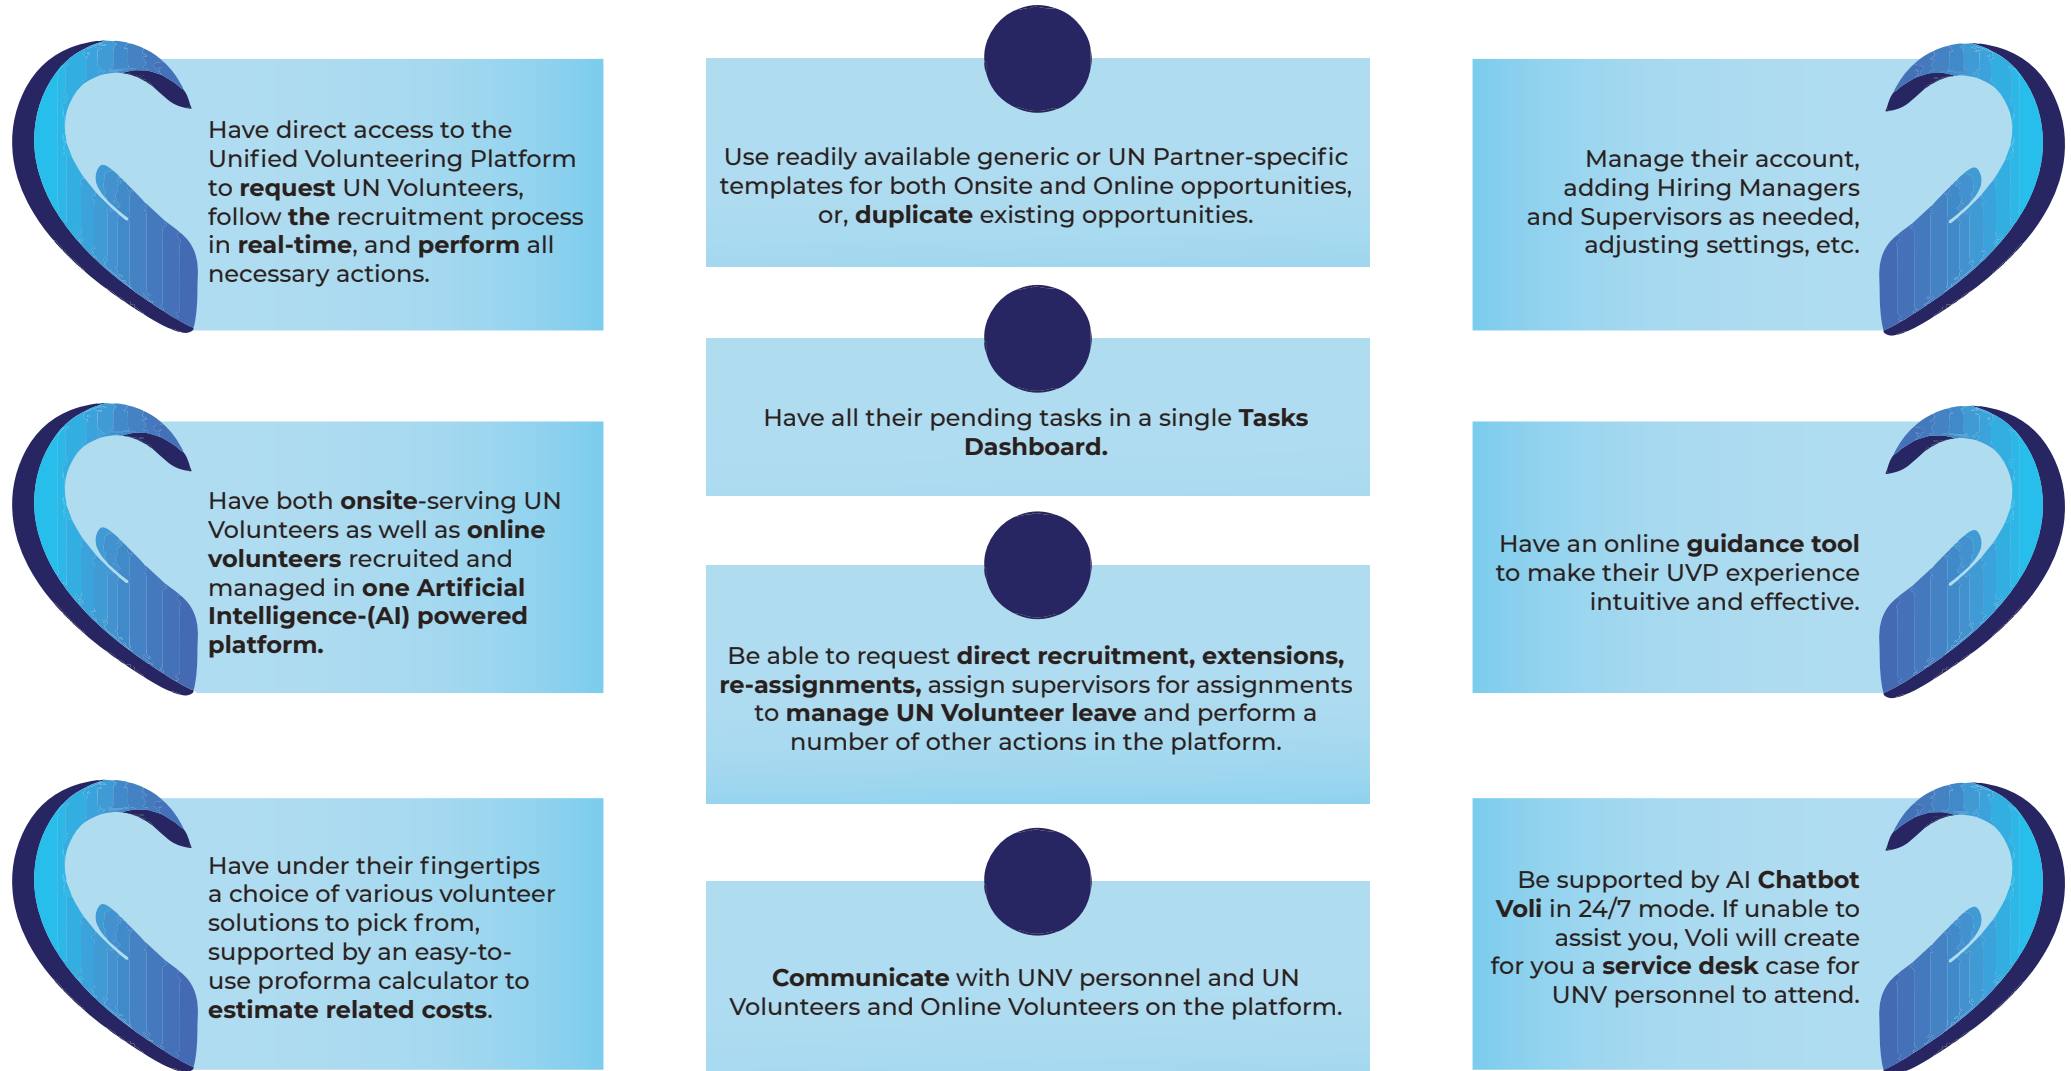 Have direct access to the
Unified Volunteering Platform
to request UN Volunteers,
follow the recruitment process
in real-time, and perform all
necessary actions.
Have both onsite-serving UN
Volunteers as well as online
volunteers recruited and
managed in one Artificial
Intelligence-(AI) powered
platform.
Have under their fingertips
a choice of various volunteer
solutions to pick from,
supported by an easy-to-
use proforma calculator to
estimate related costs.
Use readily available generic or UN Partner-specific
templates for both Onsite and Online opportunities,
or, duplicate existing opportunities.
Have all their pending tasks in a single Tasks
Dashboard.
Be able to request direct recruitment, extensions,
re-assignments, assign supervisors for assignments
to manage UN Volunteer leave and perform a
number of other actions in the platform.
Communicate with UNV personnel and UN
Volunteers and Online Volunteers on the platform.
Manage their account,
adding Hiring Managers
and Supervisors as needed,
adjusting settings, etc.
Have an online guidance tool
to make their UVP experience
intuitive and effective.
Be supported by AI Chatbot
Voli in 24/7 mode. If unable to
assist you, Voli will create
for you a service desk case for
UNV personnel to attend.